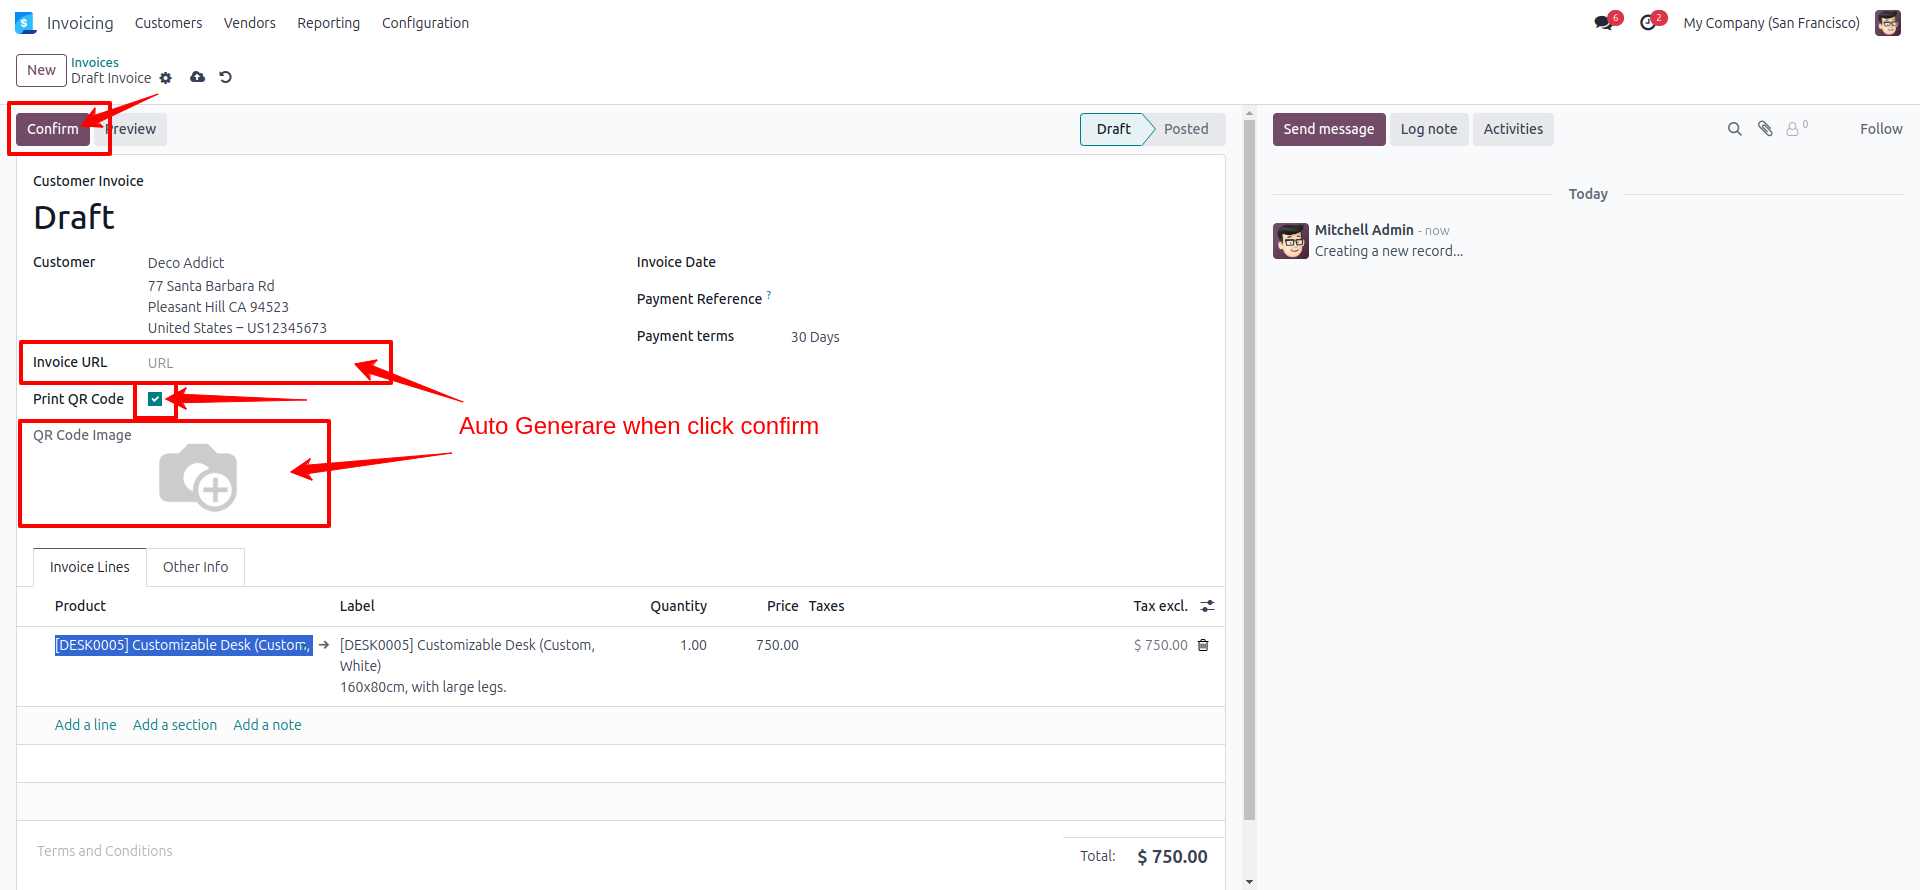 Invoicing Customers Vendors Reporting Configuration 6 2 My Company (San Francisco)
New Invoices
Draft Invoice
Confirm Preview Draft Posted Send message Log note Activities 0 Follow
Customer Invoice
Draft
Today
Mitchell Admin - now
Creating a new record...
Customer Deco Addict Invoice Date
77 Santa Barbara Rd
Pleasant Hill CA 94523 Payment Reference ?
United States – US12345673
Payment terms 30 Days
Invoice URL URL
Print QR Code
Auto Generare when click confirm
QR Code Image
Invoice Lines Other Info
Product Label Quantity Price Taxes Tax excl.
[DESK0005] Customizable Desk (Custom, [DESK0005] Customizable Desk (Custom, 1.00 750.00 $ 750.00
White)
160x80cm, with large legs.
Add a line Add a section Add a note
Terms and Conditions
Total: $ 750.00